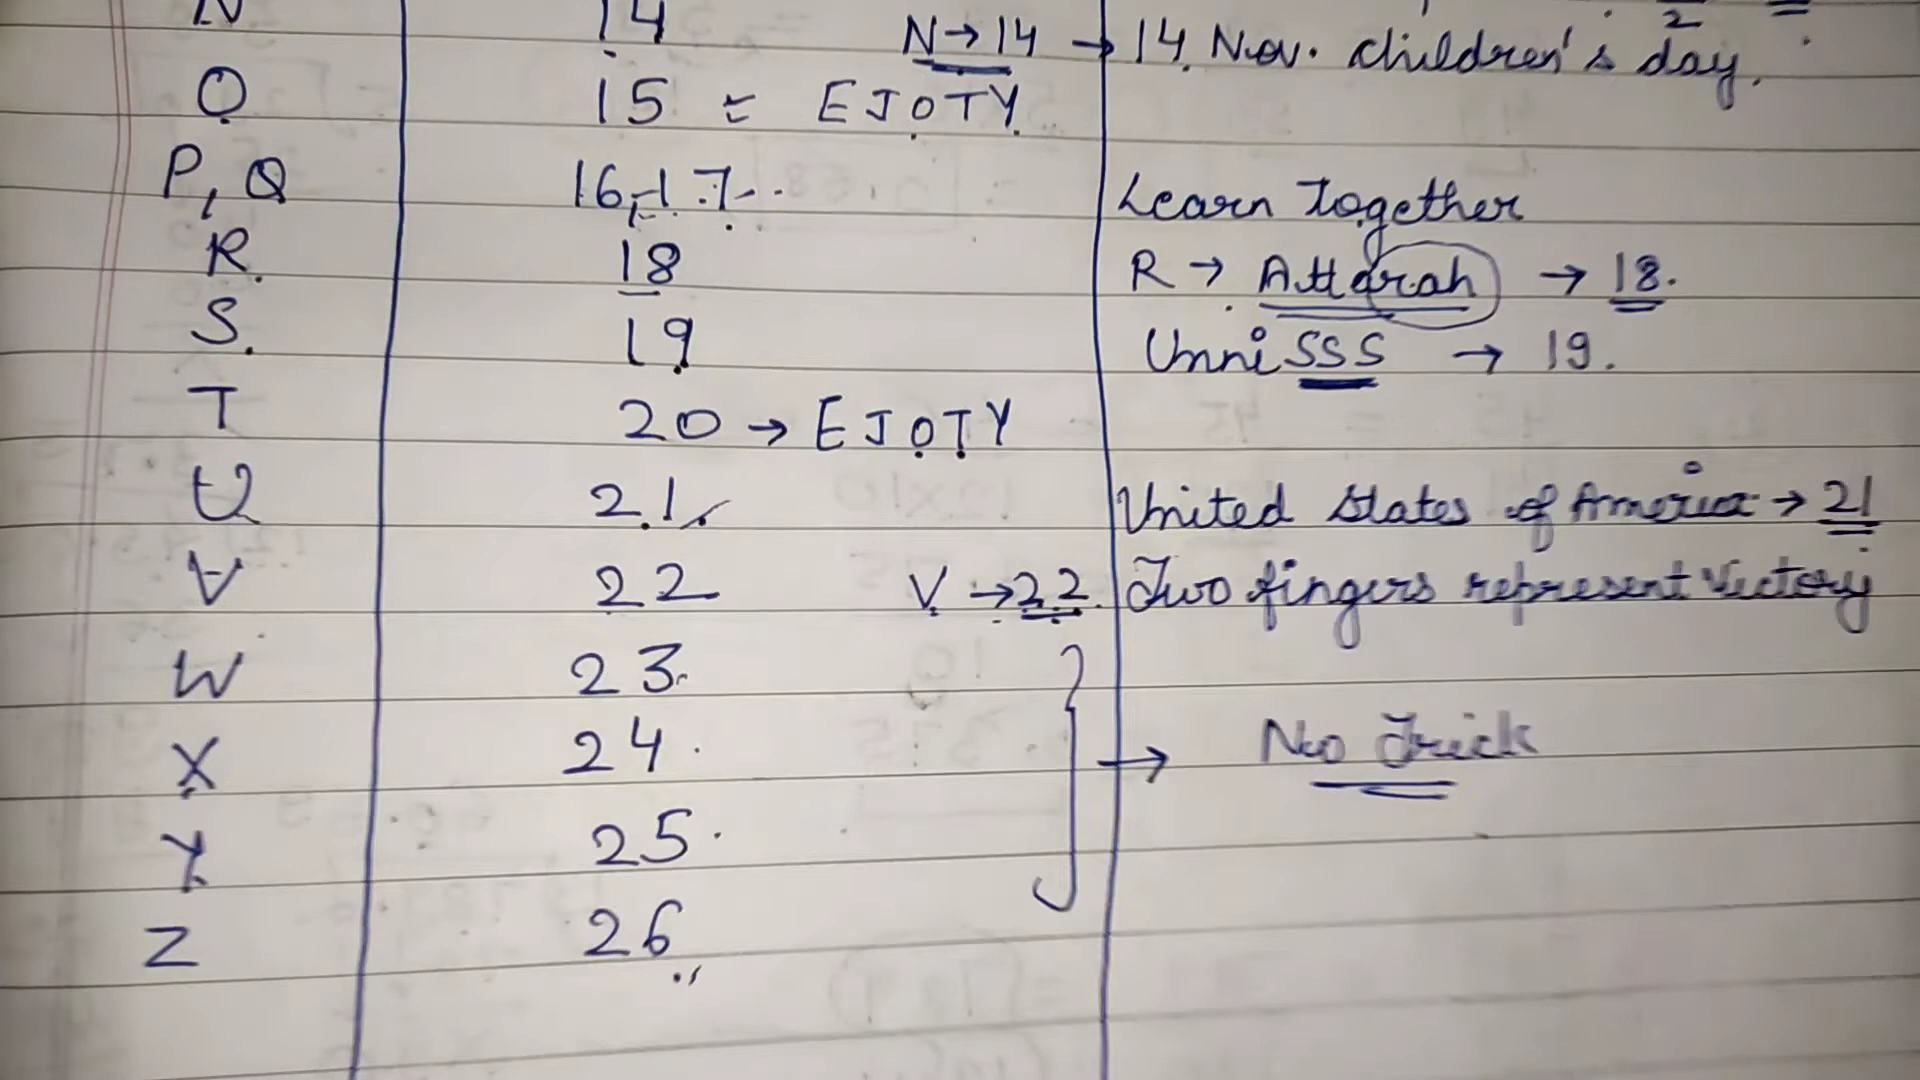 N 14 N → 14 → 14 Nov. children's day.
O 15 = EJOTY
P, Q 16, 17 Learn Together
R. 18 R → Attarah → 18.
S. 19 Unni SSS → 19.
T 20 → EJOTY
U 21 United States of America → 21
V 22 V → 22. Two fingers represent Victory
W 23
X 24 → No Trick
Y 25
Z 26